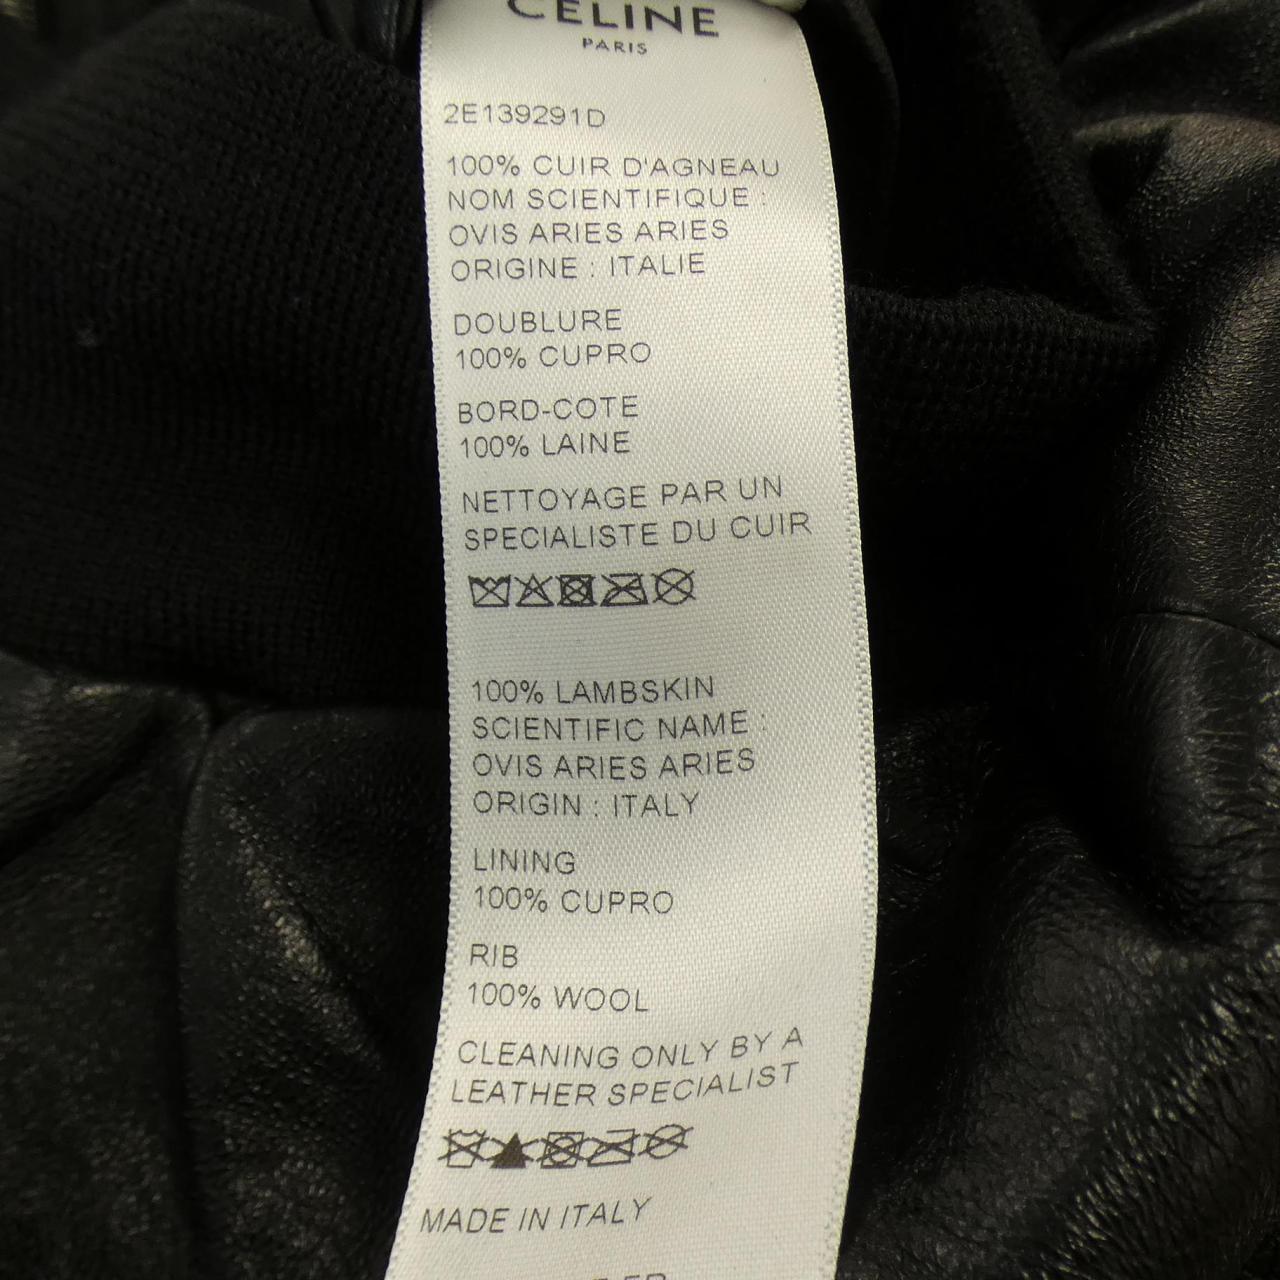 CELINE
PARIS
2E139291D
100% CUIR D'AGNEAU
NOM SCIENTIFIQUE :
OVIS ARIES ARIES
ORIGINE : ITALIE
DOUBLURE
100% CUPRO
BORD-COTE
100% LAINE
NETTOYAGE PAR UN
SPECIALISTE DU CUIR
100% LAMBSKIN
SCIENTIFIC NAME :
OVIS ARIES ARIES
ORIGIN : ITALY
LINING
100% CUPRO
RIB
100% WOOL
CLEANING ONLY BY A
LEATHER SPECIALIST
MADE IN ITALY